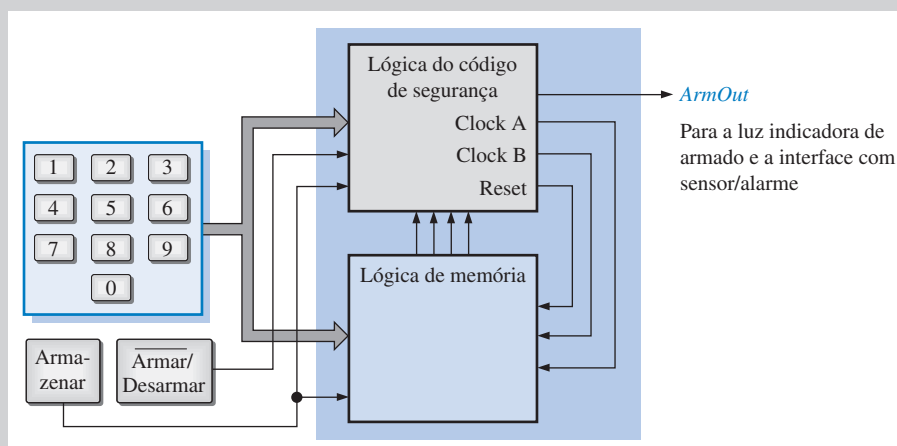 Lógica do código
de segurança
ArmOut
Clock A
Para a luz indicadora de
armado e a interface com
sensor/alarme
Clock B
Reset
1 2 3
4 5 6
7 8 9
0
Lógica de memória
Arma-
zenar
Armar/
Desarmar